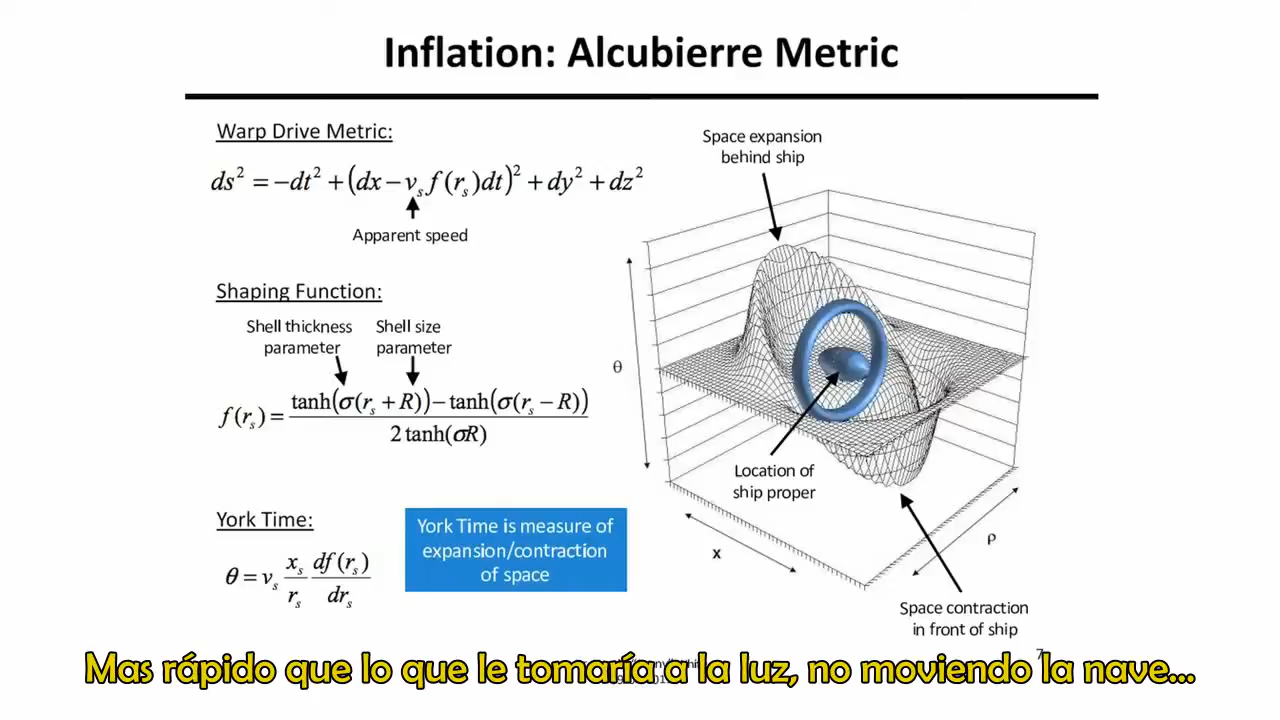 Inflation: Alcubierre Metric
Warp Drive Metric:
ds² = −dt² + (dx − vₛ f(rₛ)dt)² + dy² + dz²
Apparent speed
Shaping Function:
Shell thickness
parameter
Shell size
parameter
f(rₛ) = (tanh(σ(rₛ + R)) − tanh(σ(rₛ − R))) / (2 tanh(σR))
York Time:
θ = vₛ (xₛ / rₛ) (df(rₛ) / drₛ)
York Time is measure of
expansion/contraction
of space
Space expansion
behind ship
θ
Location of
ship proper
x
ρ
Space contraction
in front of ship
7
Mas rápido que lo que le tomaría a la luz, no moviendo la nave...